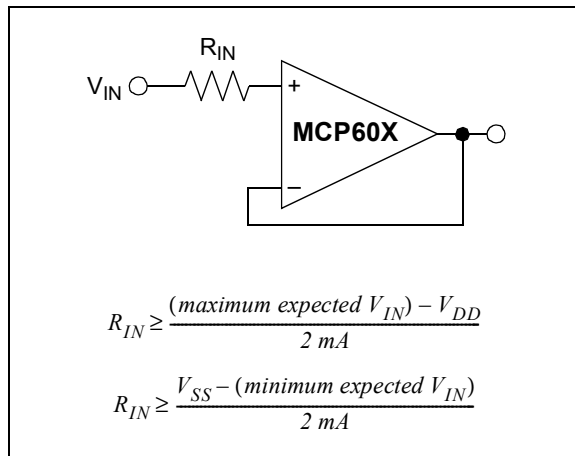 R_IN
V_IN
+
MCP60X
−
R_IN ≥ (maximum expected V_IN) − V_DD
2 mA
R_IN ≥ V_SS − (minimum expected V_IN)
2 mA